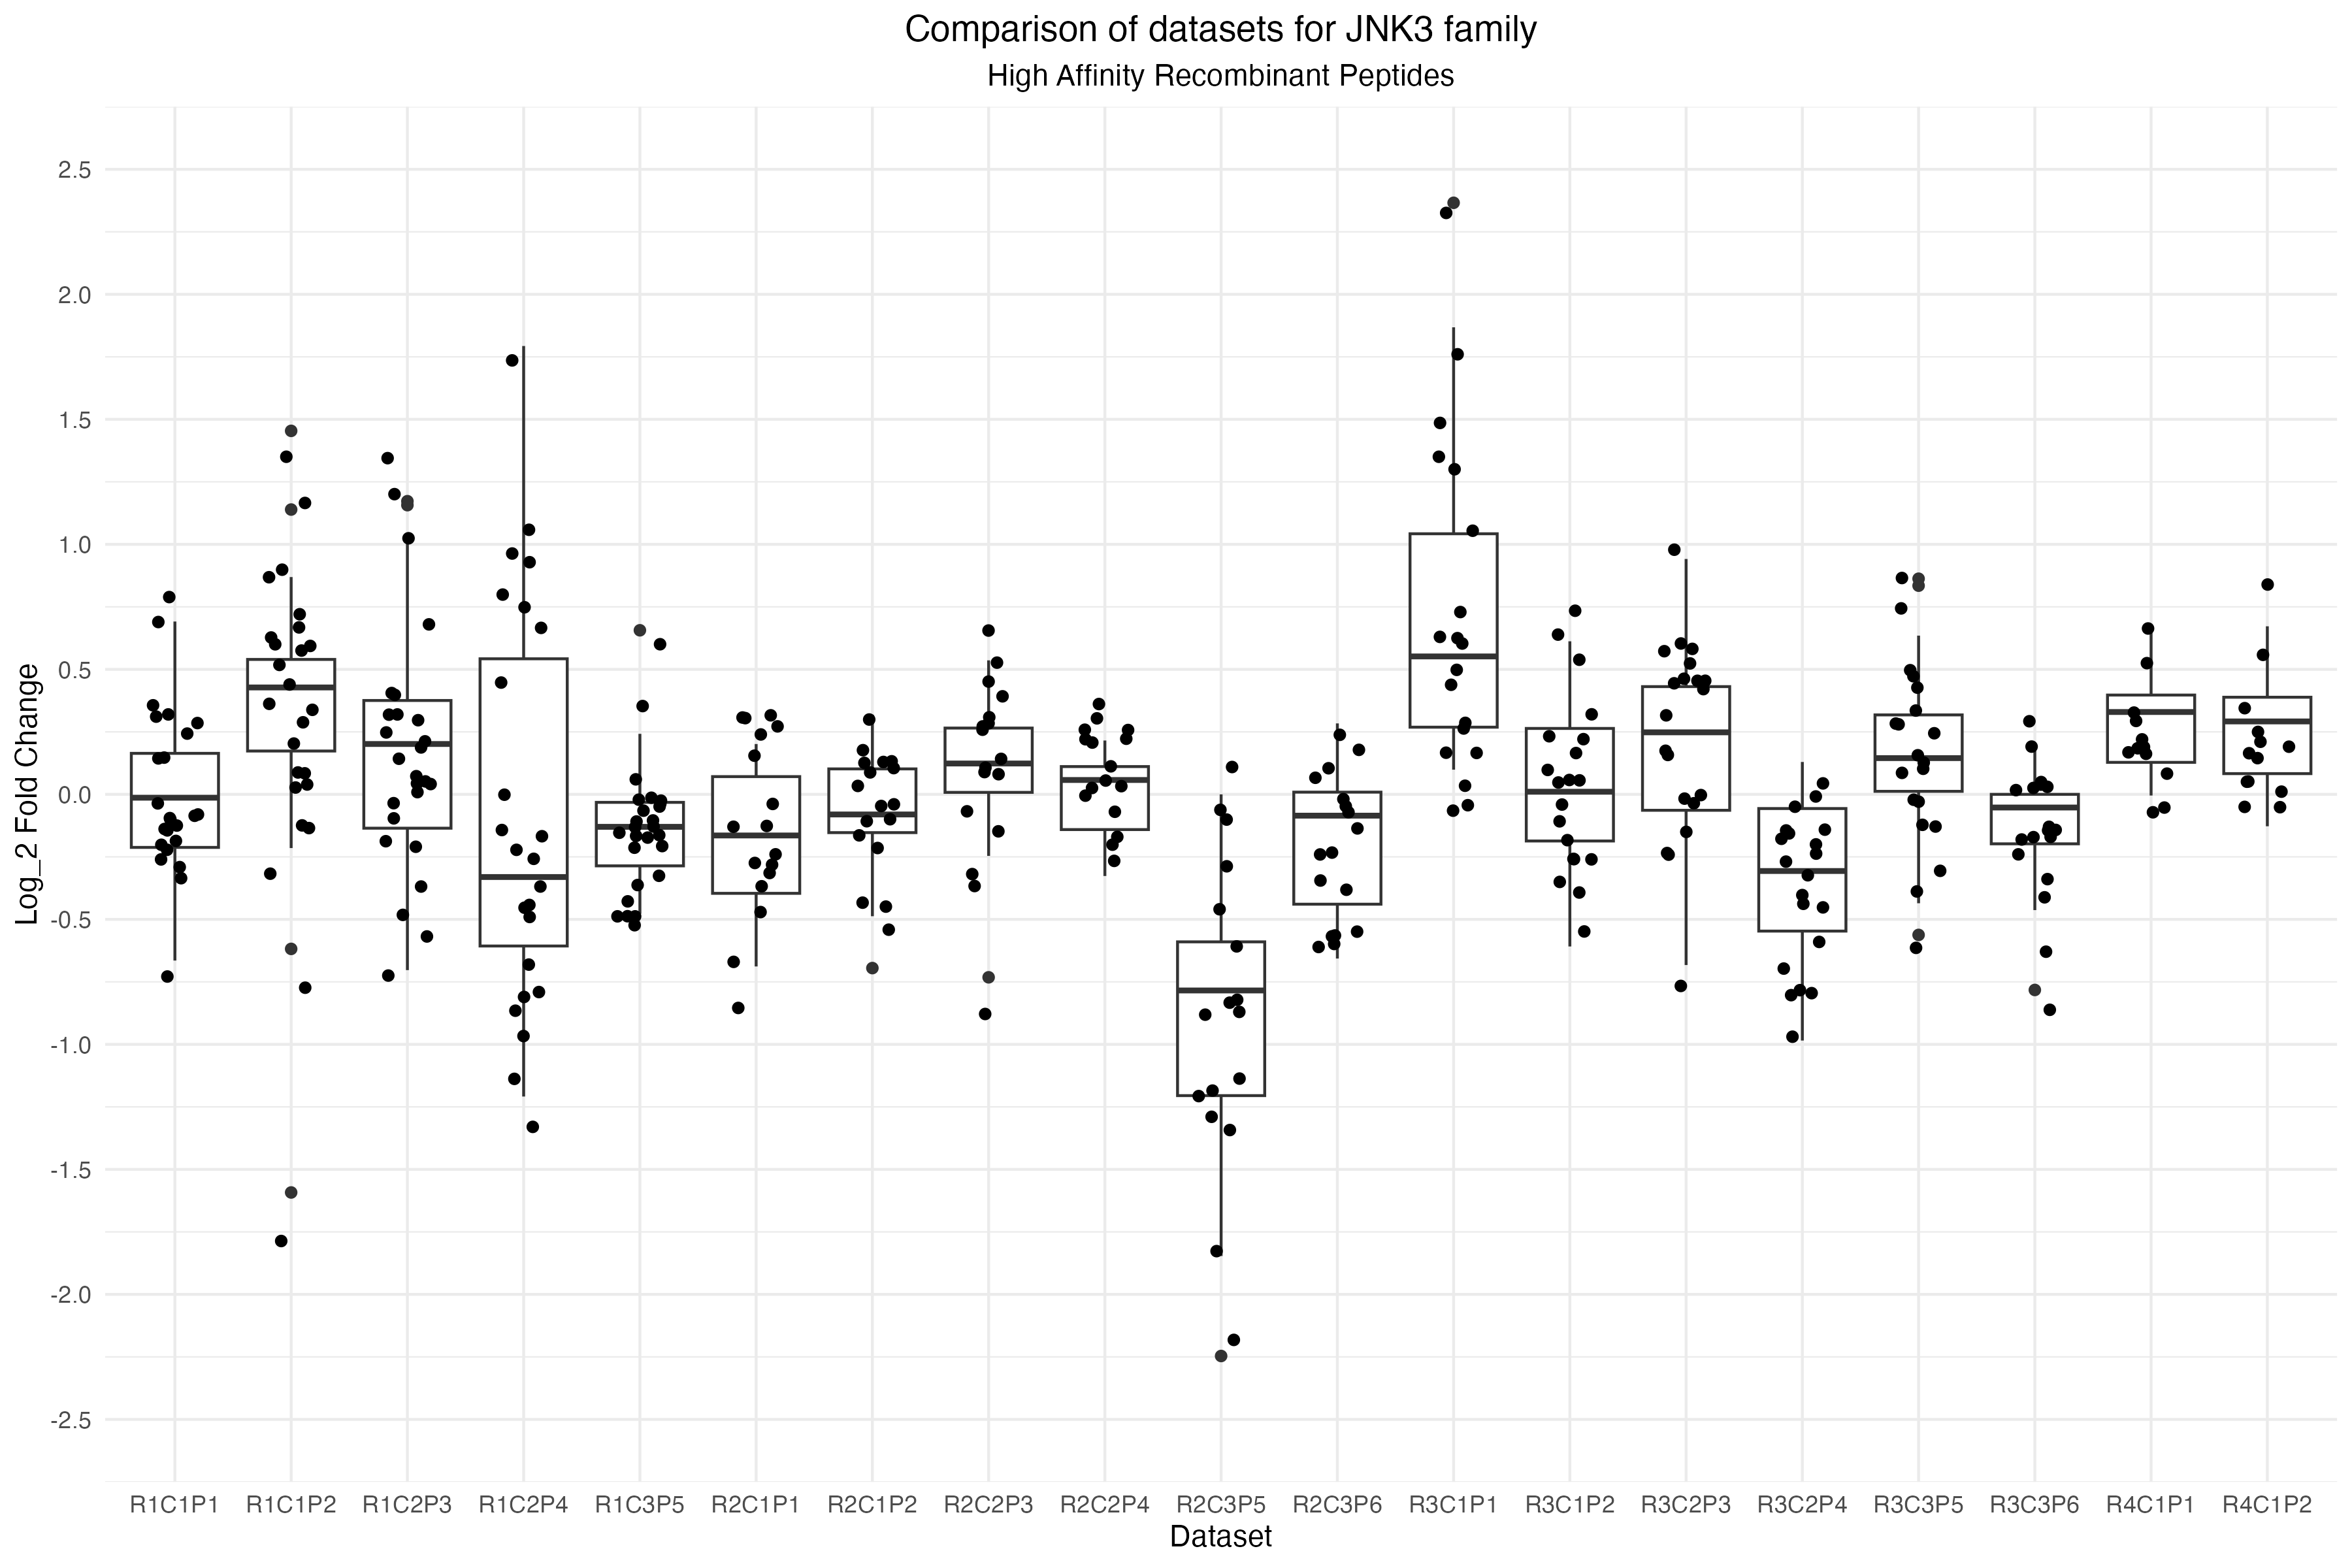 Comparison of datasets for JNK3 family
High Affinity Recombinant Peptides
Log_2 Fold Change
2.5
2.0
1.5
1.0
0.5
0.0
-0.5
-1.0
-1.5
-2.0
-2.5
R1C1P1 R1C1P2 R1C2P3 R1C2P4 R1C3P5 R2C1P1 R2C1P2 R2C2P3 R2C2P4 R2C3P5 R2C3P6 R3C1P1 R3C1P2 R3C2P3 R3C2P4 R3C3P5 R3C3P6 R4C1P1 R4C1P2
Dataset